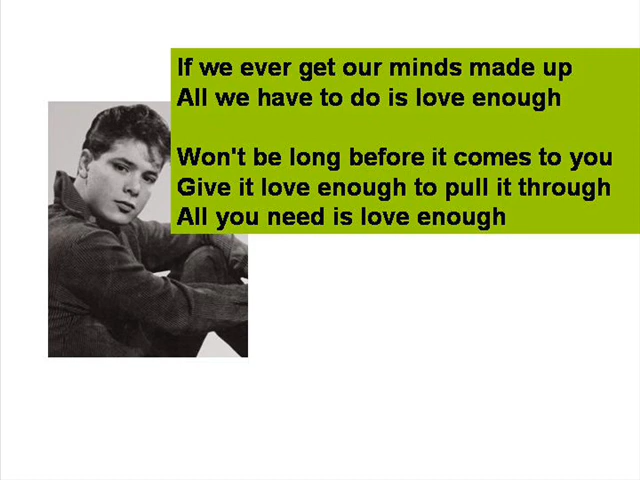 If we ever get our minds made up
All we have to do is love enough
Won't be long before it comes to you
Give it love enough to pull it through
All you need is love enough